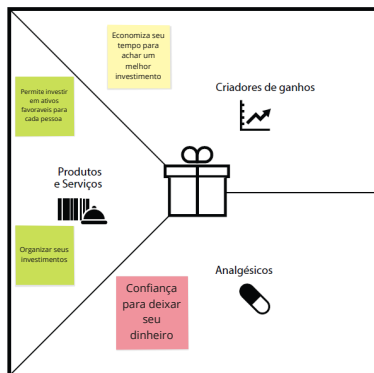 Economiza seu
tempo para
achar um
melhor
investimento
Permite investir
em ativos
favoraveis para
cada pessoa
Criadores de ganhos
Produtos
e Serviços
Organizar seus
investimentos
Confiança
para deixar
seu
dinheiro
Analgésicos